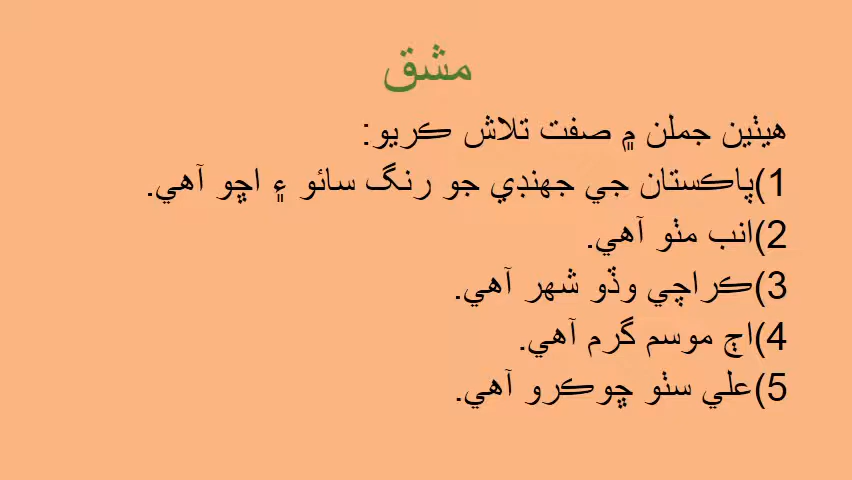 مشق
هيٺين جملن ۾ صفت تلاش ڪريو:
1)پاڪستان جي جهنڊي جو رنگ سائو ۽ اڇو آهي.
2)انب مٺو آهي.
3)ڪراچي وڏو شهر آهي.
4)اڄ موسم گرم آهي.
5)علي سٺو ڇوڪرو آهي.